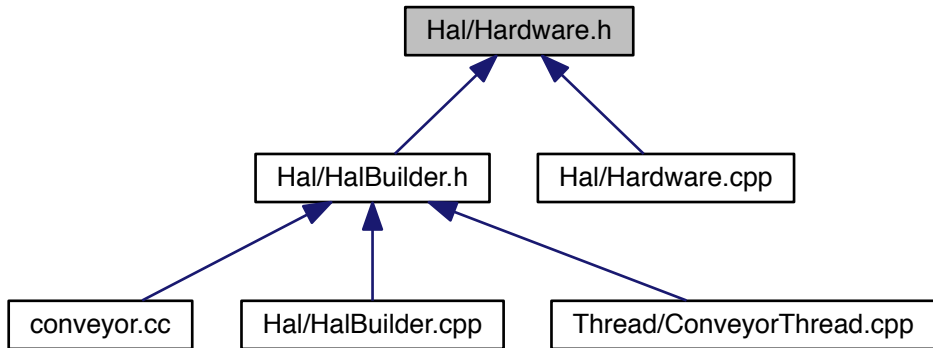 Hal/Hardware.h
Hal/HalBuilder.h
Hal/Hardware.cpp
conveyor.cc
Hal/HalBuilder.cpp
Thread/ConveyorThread.cpp